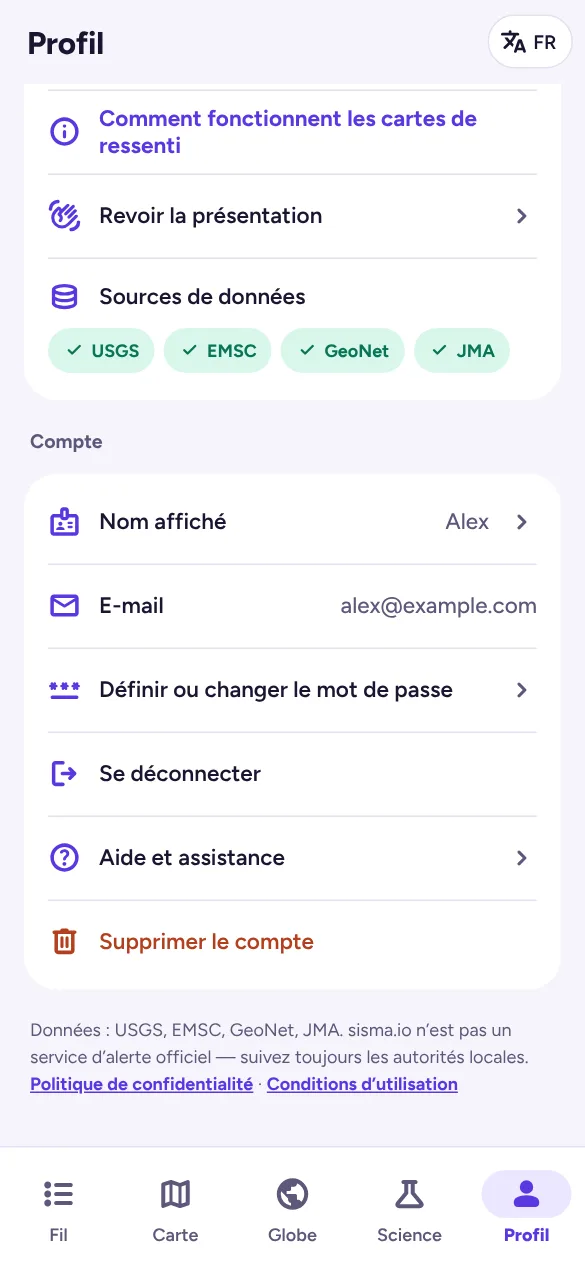 Profil
FR
Comment fonctionnent les cartes de
ressenti
Revoir la présentation
Sources de données
USGS
EMSC
GeoNet
JMA
Compte
Nom affiché
Alex
E-mail
alex@example.com
Définir ou changer le mot de passe
Se déconnecter
Aide et assistance
Supprimer le compte
Données : USGS, EMSC, GeoNet, JMA. sisma.io n’est pas un
service d’alerte officiel — suivez toujours les autorités locales.
Politique de confidentialité · Conditions d’utilisation
Fil
Carte
Globe
Science
Profil